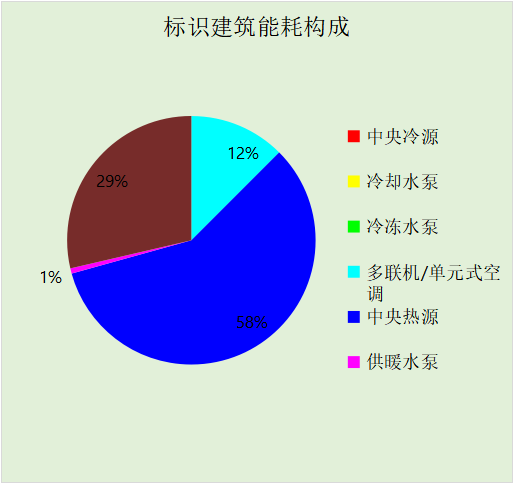 标识建筑能耗构成
12%
29%
1%
58%
中央冷源
冷却水泵
冷冻水泵
多联机/单元式空
调
中央热源
供暖水泵